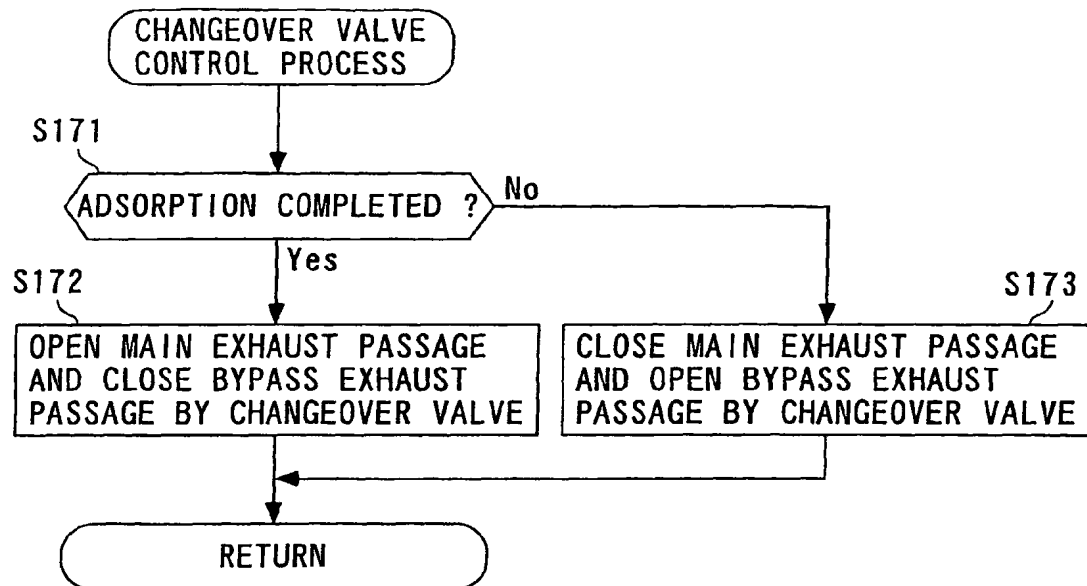 CHANGEOVER VALVE
CONTROL PROCESS
S171
ADSORPTION COMPLETED ?
No
Yes
S172
OPEN MAIN EXHAUST PASSAGE
AND CLOSE BYPASS EXHAUST
PASSAGE BY CHANGEOVER VALVE
S173
CLOSE MAIN EXHAUST PASSAGE
AND OPEN BYPASS EXHAUST
PASSAGE BY CHANGEOVER VALVE
RETURN